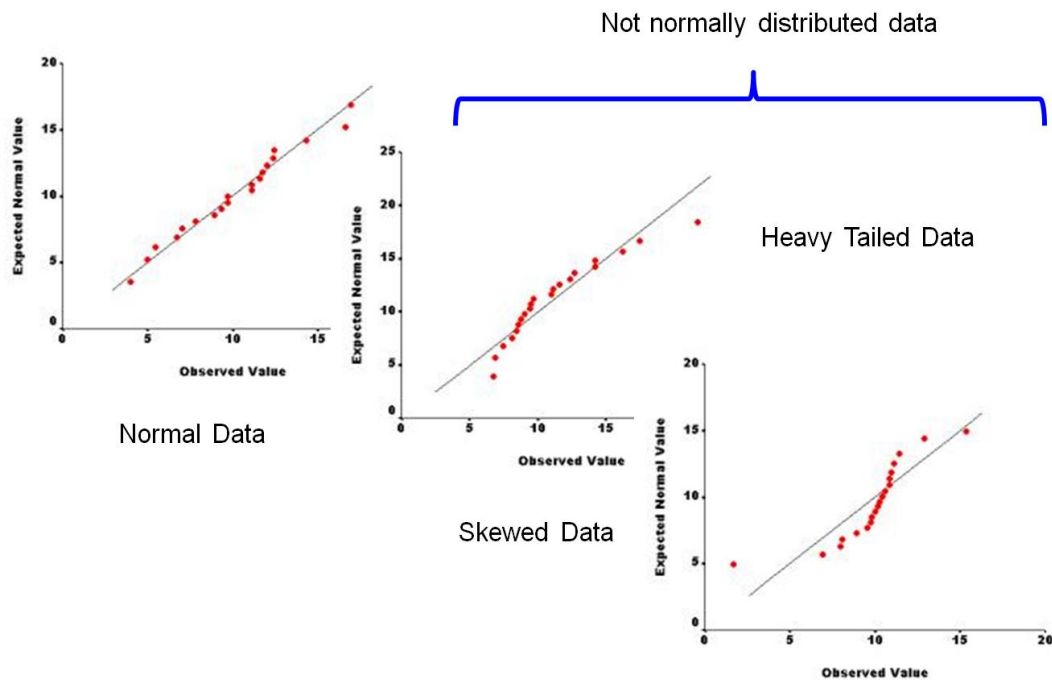 Not normally distributed data
20
15
10
5
0
Expected Normal Value
0 5 10 15
Observed Value
Normal Data
25
20
15
10
5
0
Expected Normal Value
0 5 10 15
Observed Value
Skewed Data
Heavy Tailed Data
20
15
10
5
0
Expected Normal Value
0 5 10 15 20
Observed Value